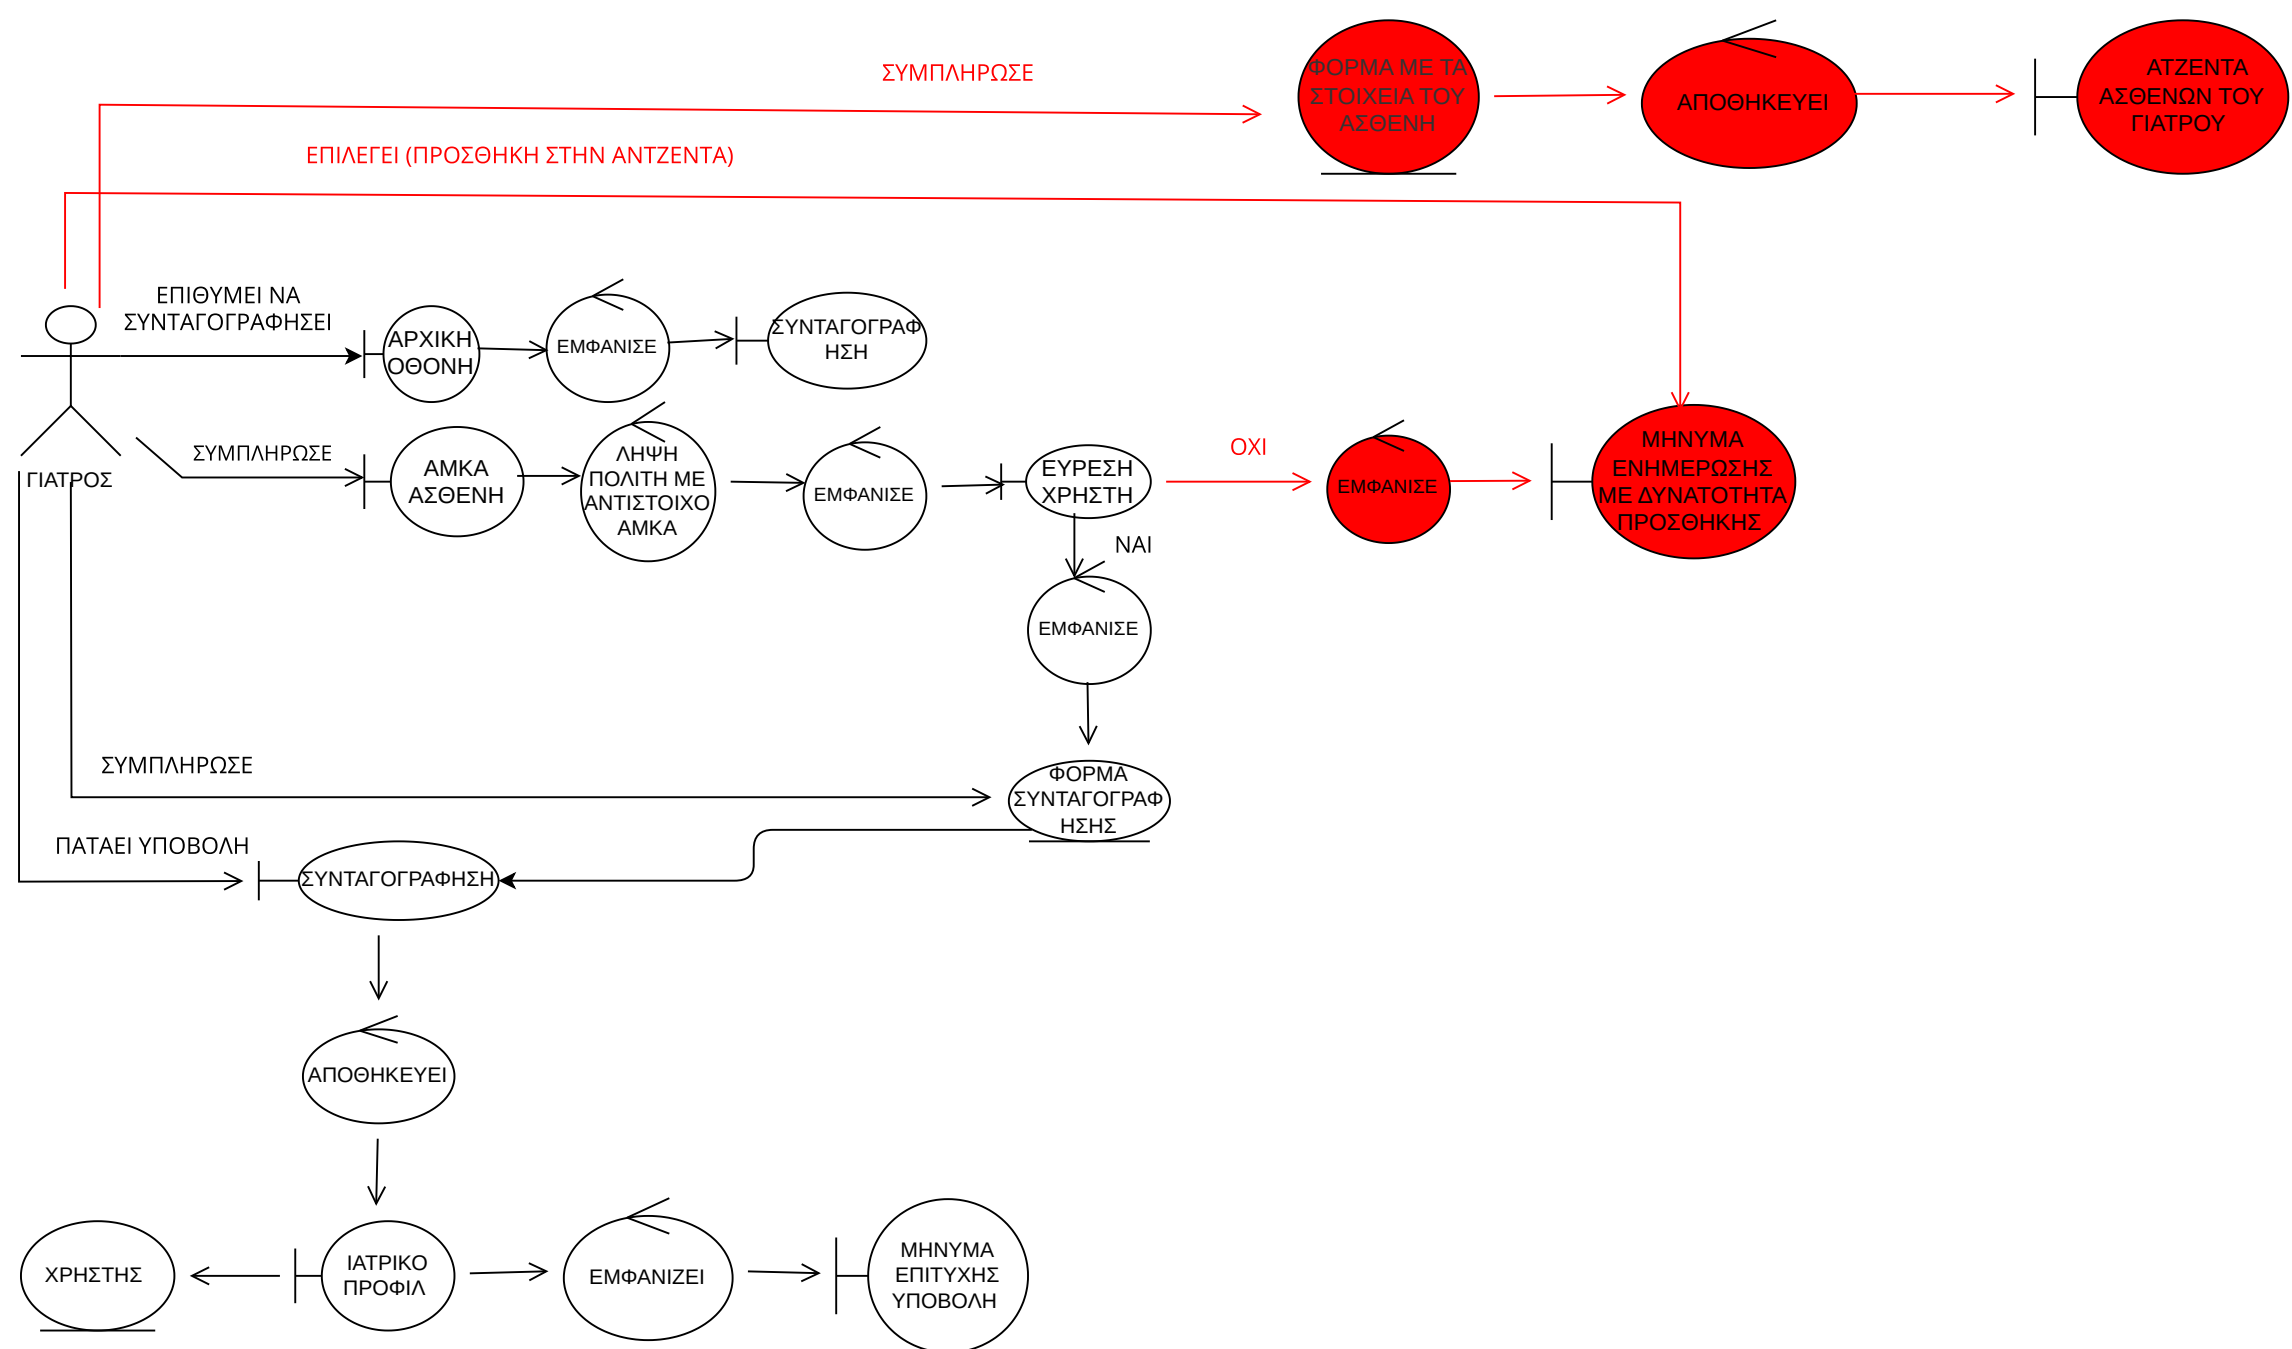 ΣΥΜΠΛΗΡΩΣΕ
ΦΟΡΜΑ ΜΕ ΤΑ
ΣΤΟΙΧΕΙΑ ΤΟΥ
ΑΣΘΕΝΗ
ΑΠΟΘΗΚΕΥΕΙ
ΑΤΖΕΝΤΑ
ΑΣΘΕΝΩΝ ΤΟΥ
ΓΙΑΤΡΟΥ
ΕΠΙΛΕΓΕΙ (ΠΡΟΣΘΗΚΗ ΣΤΗΝ ΑΝΤΖΕΝΤΑ)
ΕΠΙΘΥΜΕΙ ΝΑ
ΣΥΝΤΑΓΟΓΡΑΦΗΣΕΙ
ΑΡΧΙΚΗ
ΟΘΟΝΗ
ΕΜΦΑΝΙΣΕ
ΣΥΝΤΑΓΟΓΡΑΦ
ΗΣΗ
ΓΙΑΤΡΟΣ
ΣΥΜΠΛΗΡΩΣΕ
ΑΜΚΑ
ΑΣΘΕΝΗ
ΛΗΨΗ
ΠΟΛΙΤΗ ΜΕ
ΑΝΤΙΣΤΟΙΧΟ
ΑΜΚΑ
ΕΜΦΑΝΙΣΕ
ΕΥΡΕΣΗ
ΧΡΗΣΤΗ
ΟΧΙ
ΕΜΦΑΝΙΣΕ
ΜΗΝΥΜΑ
ΕΝΗΜΕΡΩΣΗΣ
ΜΕ ΔΥΝΑΤΟΤΗΤΑ
ΠΡΟΣΘΗΚΗΣ
ΝΑΙ
ΕΜΦΑΝΙΣΕ
ΣΥΜΠΛΗΡΩΣΕ
ΦΟΡΜΑ
ΣΥΝΤΑΓΟΓΡΑΦ
ΗΣΗΣ
ΠΑΤΑΕΙ ΥΠΟΒΟΛΗ
ΣΥΝΤΑΓΟΓΡΑΦΗΣΗ
ΑΠΟΘΗΚΕΥΕΙ
ΧΡΗΣΤΗΣ
ΙΑΤΡΙΚΟ
ΠΡΟΦΙΛ
ΕΜΦΑΝΙΖΕΙ
ΜΗΝΥΜΑ
ΕΠΙΤΥΧΗΣ
ΥΠΟΒΟΛΗ